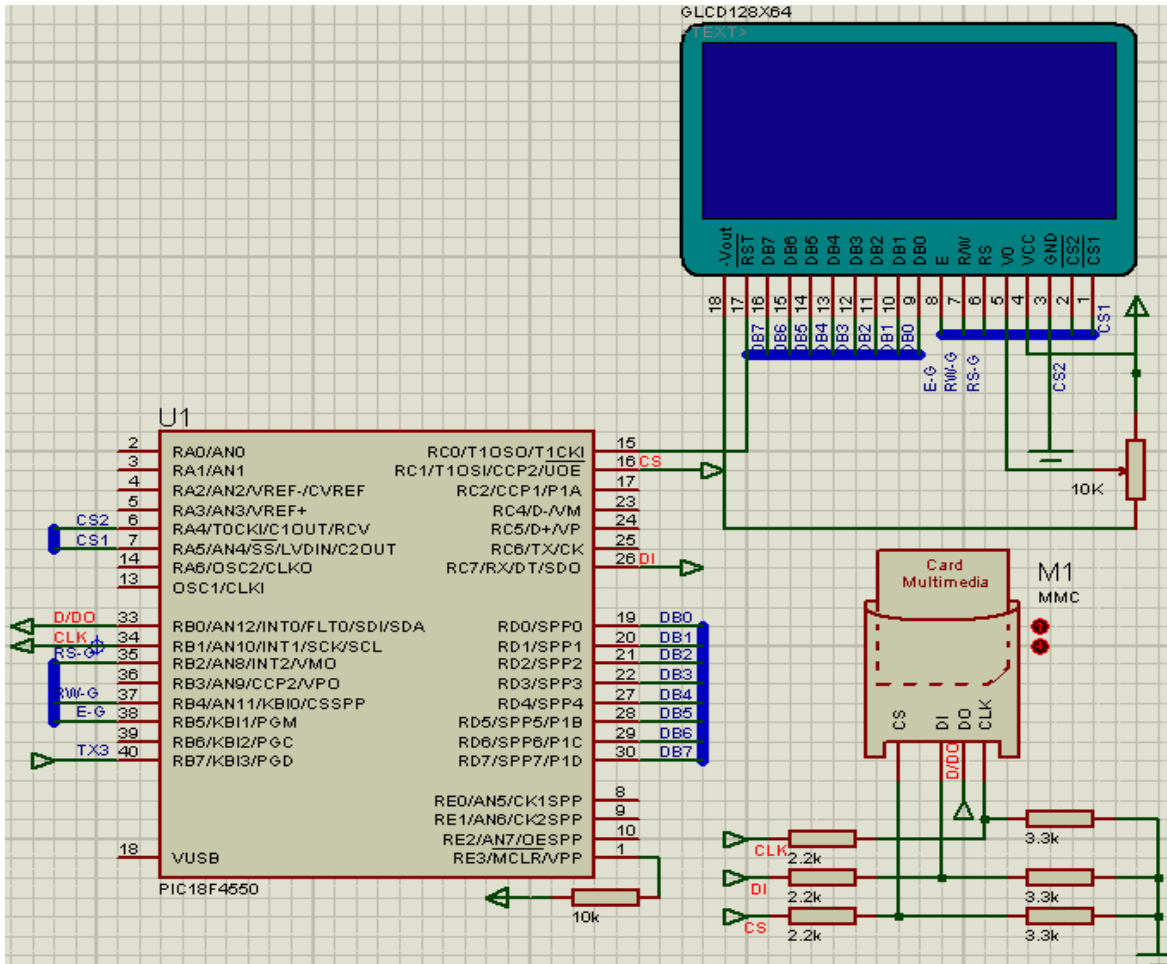 GLCD128X64
<TEXT>
-Vout RST DB7 DB6 DB5 DB4 DB3 DB2 DB1 DB0 E R/W RS V0 VCC GND CS2 CS1
18 17 16 15 14 13 12 11 10 9 8 7 6 5 4 3 2 1
DB7 DB6 DB5 DB4 DB3 DB2 DB1 DB0 E-G RW-G RS-G CS2 CS1
10K
U1
2 RA0/AN0
3 RA1/AN1
4 RA2/AN2/VREF-/CVREF
5 RA3/AN3/VREF+
CS2 6 RA4/T0CKI/C1OUT/RCV
CS1 7 RA5/AN4/SS/LVDIN/C2OUT
14 RA6/OSC2/CLKO
13 OSC1/CLKI
D/DO 33 RB0/AN12/INT0/FLT0/SDI/SDA
CLK 34 RB1/AN10/INT1/SCK/SCL
RS-G 35 RB2/AN8/INT2/VMO
36 RB3/AN9/CCP2/VPO
RW-G 37 RB4/AN11/KBI0/CSSPP
E-G 38 RB5/KBI1/PGM
39 RB6/KBI2/PGC
TX3 40 RB7/KBI3/PGD
18 VUSB
RC0/T1OSO/T1CKI 15
RC1/T1OSI/CCP2/UOE 16 CS
RC2/CCP1/P1A 17
RC4/D-/VM 23
RC5/D+/VP 24
RC6/TX/CK 25
RC7/RX/DT/SDO 26 DI
RD0/SPP0 19 DB0
RD1/SPP1 20 DB1
RD2/SPP2 21 DB2
RD3/SPP3 22 DB3
RD4/SPP4 27 DB4
RD5/SPP5/P1B 28 DB5
RD6/SPP6/P1C 29 DB6
RD7/SPP7/P1D 30 DB7
RE0/AN5/CK1SPP 8
RE1/AN6/CK2SPP 9
RE2/AN7/OESPP 10
RE3/MCLR/VPP 1
PIC18F4550
10k
Card
Multimedia
M1
MMC
CS DI DO CLK
D/DO
CLK 2.2k 3.3k
DI 2.2k 3.3k
CS 2.2k 3.3k